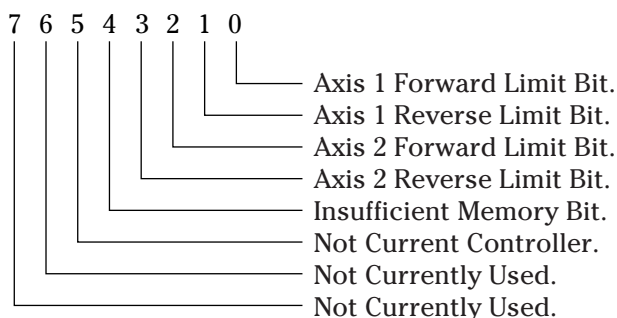 7 6 5 4 3 2 1 0
Axis 1 Forward Limit Bit.
Axis 1 Reverse Limit Bit.
Axis 2 Forward Limit Bit.
Axis 2 Reverse Limit Bit.
Insufficient Memory Bit.
Not Current Controller.
Not Currently Used.
Not Currently Used.